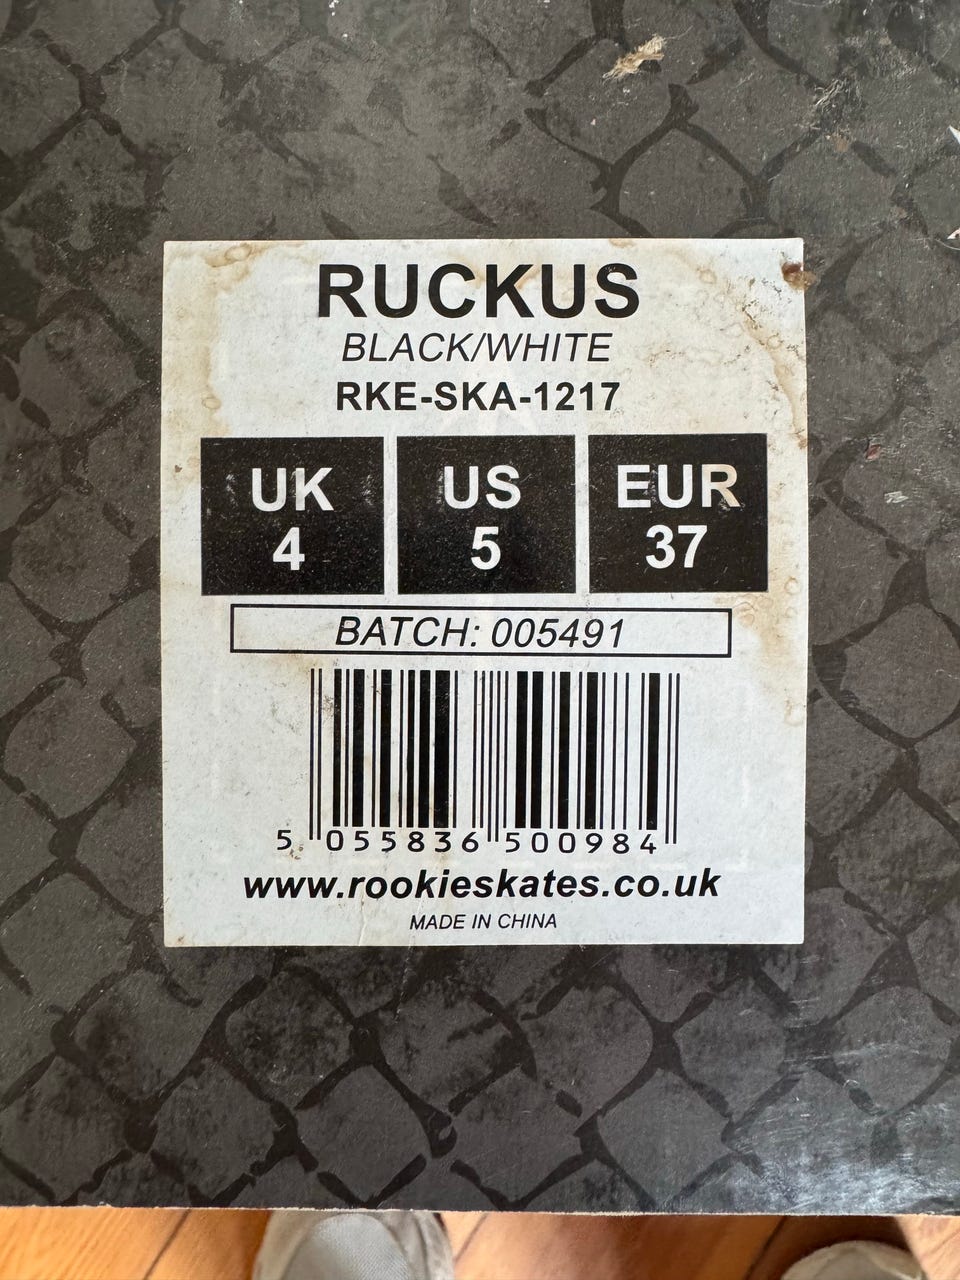 RUCKUS
BLACK/WHITE
RKE-SKA-1217
UK US EUR
4 5 37
BATCH: 005491
5 055836 500984
www.rookieskates.co.uk
MADE IN CHINA